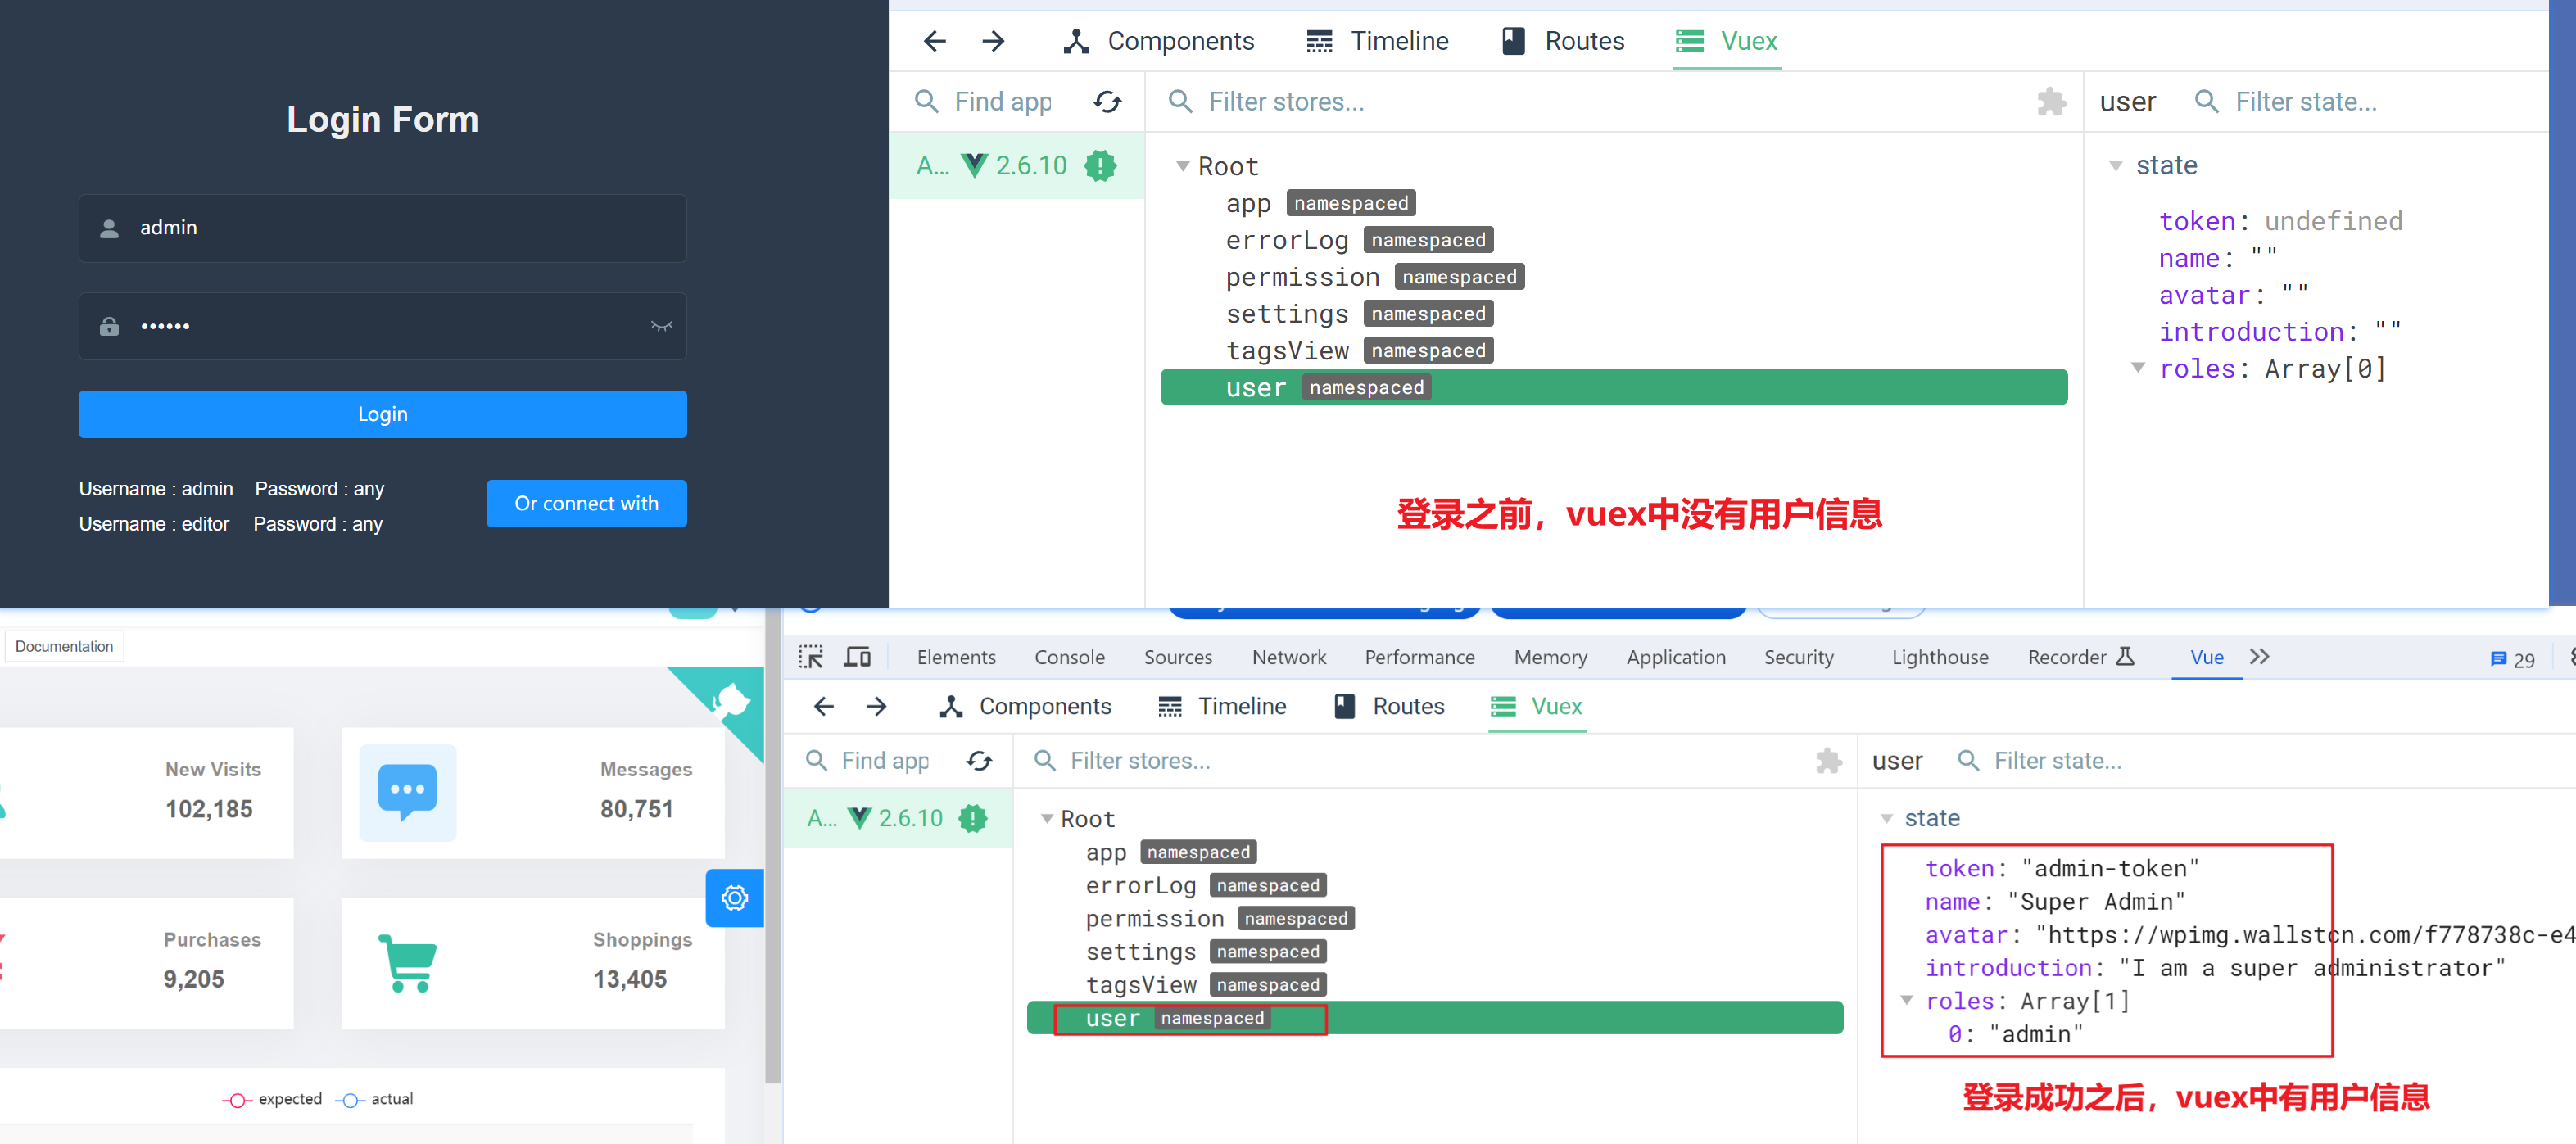 Login Form
admin
••••••
Login
Username : admin Password : any
Username : editor Password : any
Or connect with
Components Timeline Routes Vuex
Find app Filter stores...
A... 2.6.10
Root
app namespaced
errorLog namespaced
permission namespaced
settings namespaced
tagsView namespaced
user namespaced
user Filter state...
state
token: undefined
name: ""
avatar: ""
introduction: ""
roles: Array[0]
登录之前，vuex中没有用户信息
Documentation
New Visits
102,185
Messages
80,751
Purchases
9,205
Shoppings
13,405
expected actual
Elements Console Sources Network Performance Memory Application Security Lighthouse Recorder Vue 29
Components Timeline Routes Vuex
Find app Filter stores...
A... 2.6.10
Root
app namespaced
errorLog namespaced
permission namespaced
settings namespaced
tagsView namespaced
user namespaced
user Filter state...
state
token: "admin-token"
name: "Super Admin"
avatar: "https://wpimg.wallstcn.com/f778738c-e4
introduction: "I am a super administrator"
roles: Array[1]
0: "admin"
登录成功之后，vuex中有用户信息